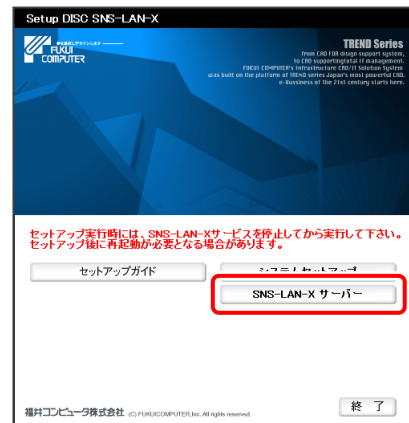 Setup DISC SNS-LAN-X
FUKUI
COMPUTER
TREND Series
from CAD FOR design support system,
to CAD supportingtotal IT management.
FUKUI COMPUTER's Infrastructure CAD/IT Solution System
was built on the platform of TREND series Japan's most powerful CAD.
e-Bussiness of the 21st century starts here.
セットアップ実行時には、SNS-LAN-Xサービスを停止してから実行して下さい。
セットアップ後に再起動が必要となる場合があります。
セットアップガイド
システムセットアップ
SNS-LAN-X サーバー
福井コンピュータ株式会社 (C) FUKUICOMPUTER,Inc. All rights reserved.
終 了